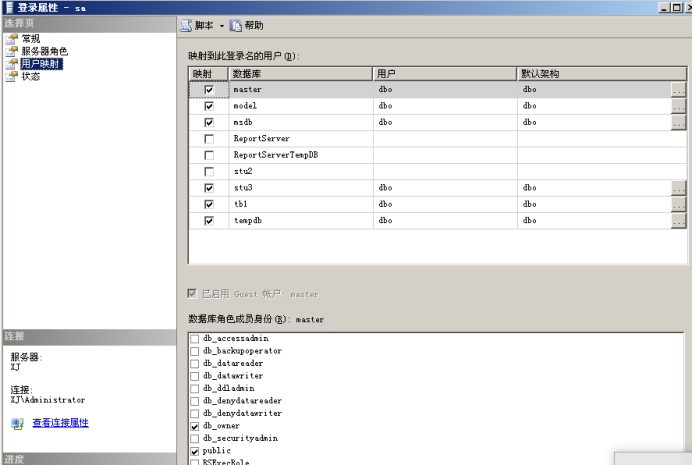 登录属性 - sa
选择页
常规
服务器角色
用户映射
状态
脚本 帮助
映射到此登录名的用户(D):
映射 数据库 用户 默认架构
master dbo dbo ...
model dbo dbo ...
msdb dbo dbo ...
ReportServer
ReportServerTempDB
stu2
stu3 dbo dbo ...
tb1 dbo dbo ...
tempdb dbo dbo ...
已启用 Guest 帐户: master
数据库角色成员身份(R): master
db_accessadmin
db_backupoperator
db_datareader
db_datawriter
db_ddladmin
db_denydatareader
db_denydatawriter
db_owner
db_securityadmin
public
RSExecRole
连接
服务器:
XJ
连接:
XJ\Administrator
查看连接属性
进度